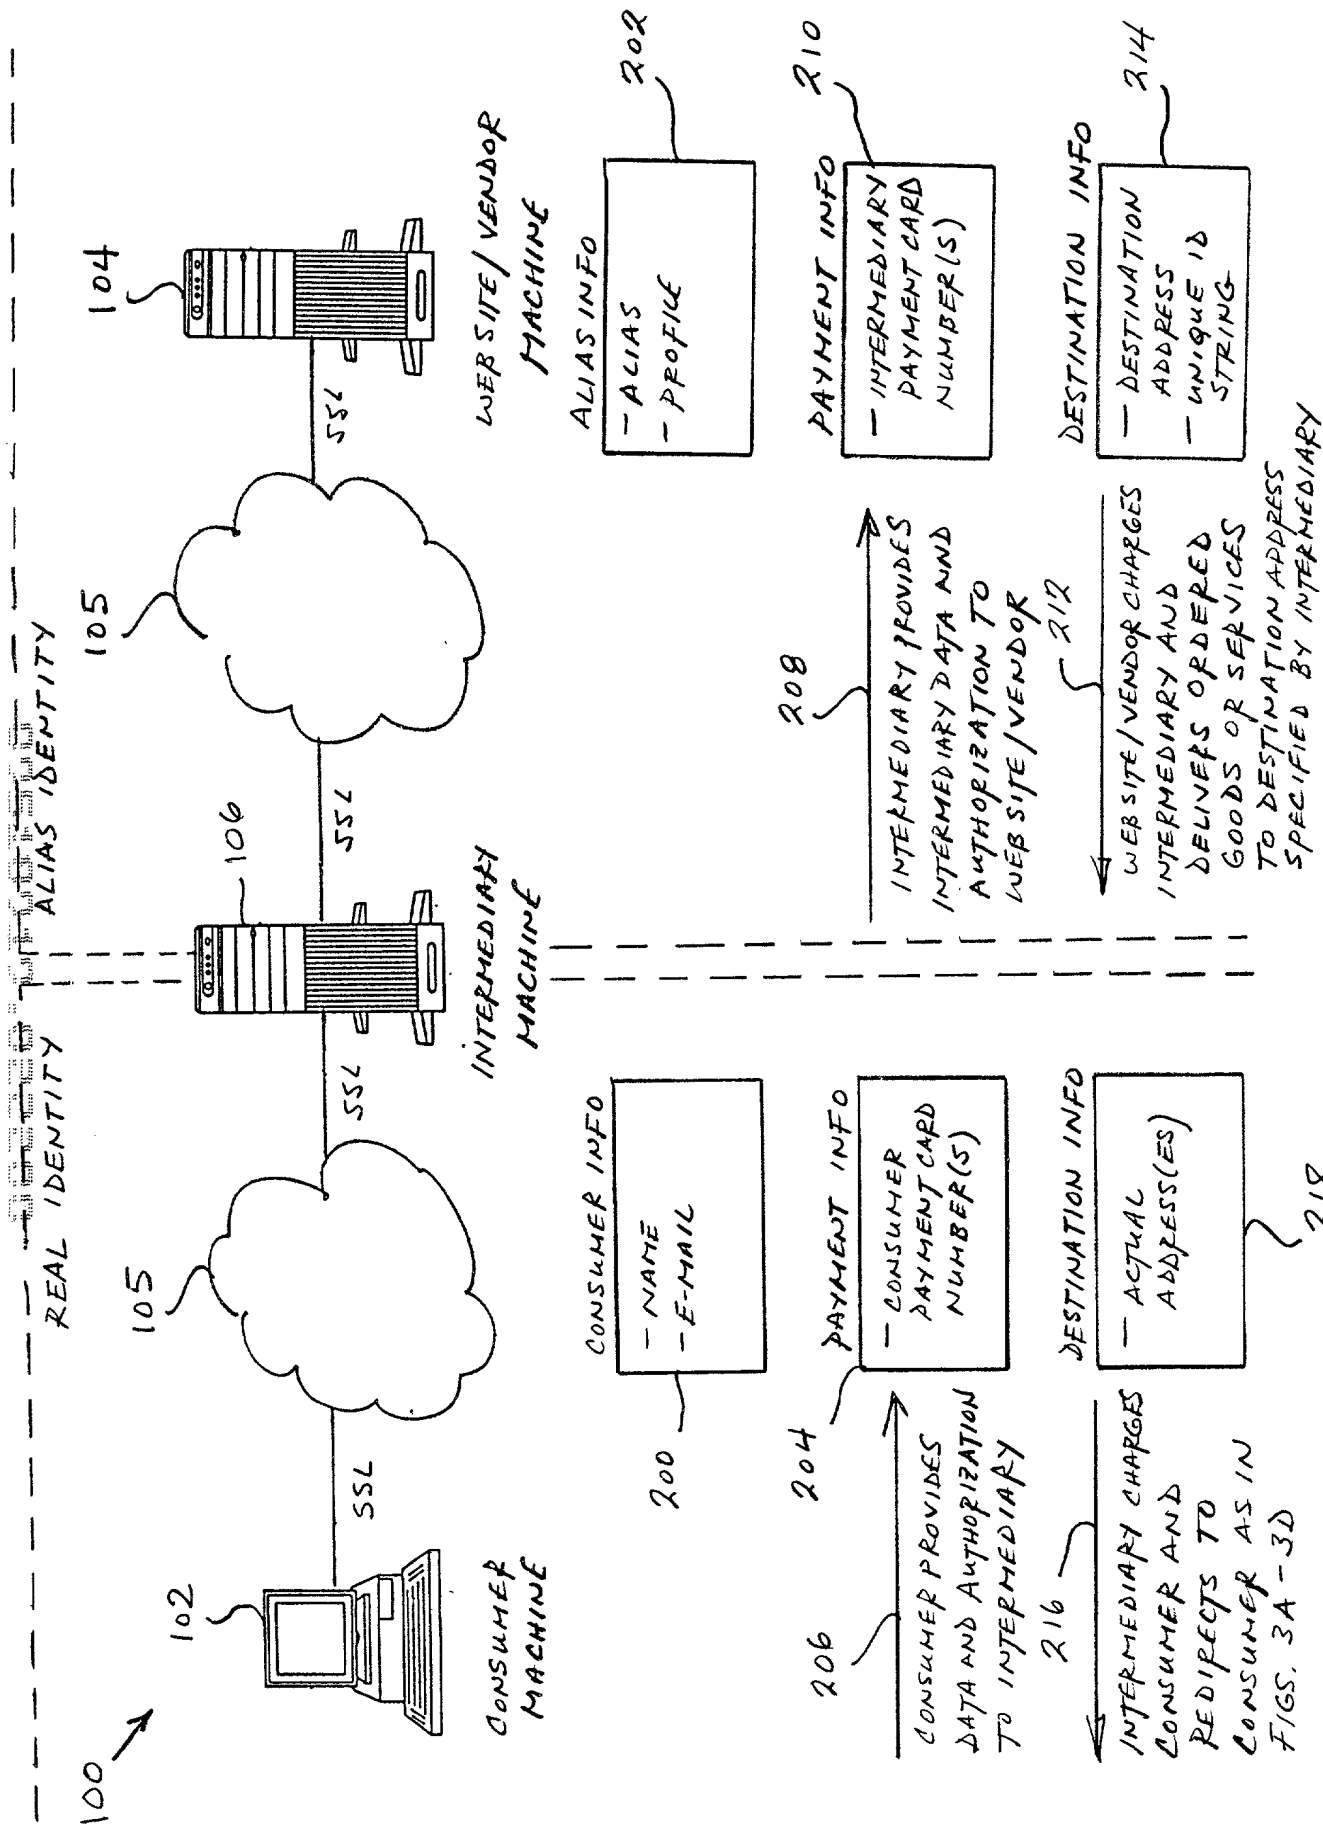 REAL IDENTITY
ALIAS IDENTITY
100
102
105
106
105
104
SSL
SSL
SSL
SSL
CONSUMER
MACHINE
INTERMEDIARY
MACHINE
WEB SITE/VENDOR
MACHINE
CONSUMER INFO
- NAME
- E-MAIL
200
ALIAS INFO
- ALIAS
- PROFILE
202
206
CONSUMER PROVIDES
DATA AND AUTHORIZATION
TO INTERMEDIARY
204
PAYMENT INFO
- CONSUMER
PAYMENT CARD
NUMBER(S)
208
INTERMEDIARY PROVIDES
INTERMEDIARY DATA AND
AUTHORIZATION TO
WEB SITE/VENDOR
PAYMENT INFO
- INTERMEDIARY
PAYMENT CARD
NUMBER(S)
210
216
INTERMEDIARY CHARGES
CONSUMER AND
REDIRECTS TO
CONSUMER AS IN
FIGS. 3A-3D
DESTINATION INFO
- ACTUAL
ADDRESS(ES)
212
WEB SITE/VENDOR CHARGES
INTERMEDIARY AND
DELIVERS ORDERED
GOODS OR SERVICES
TO DESTINATION ADDRESS
SPECIFIED BY INTERMEDIARY
DESTINATION INFO
- DESTINATION
ADDRESS
- UNIQUE ID
STRING
214